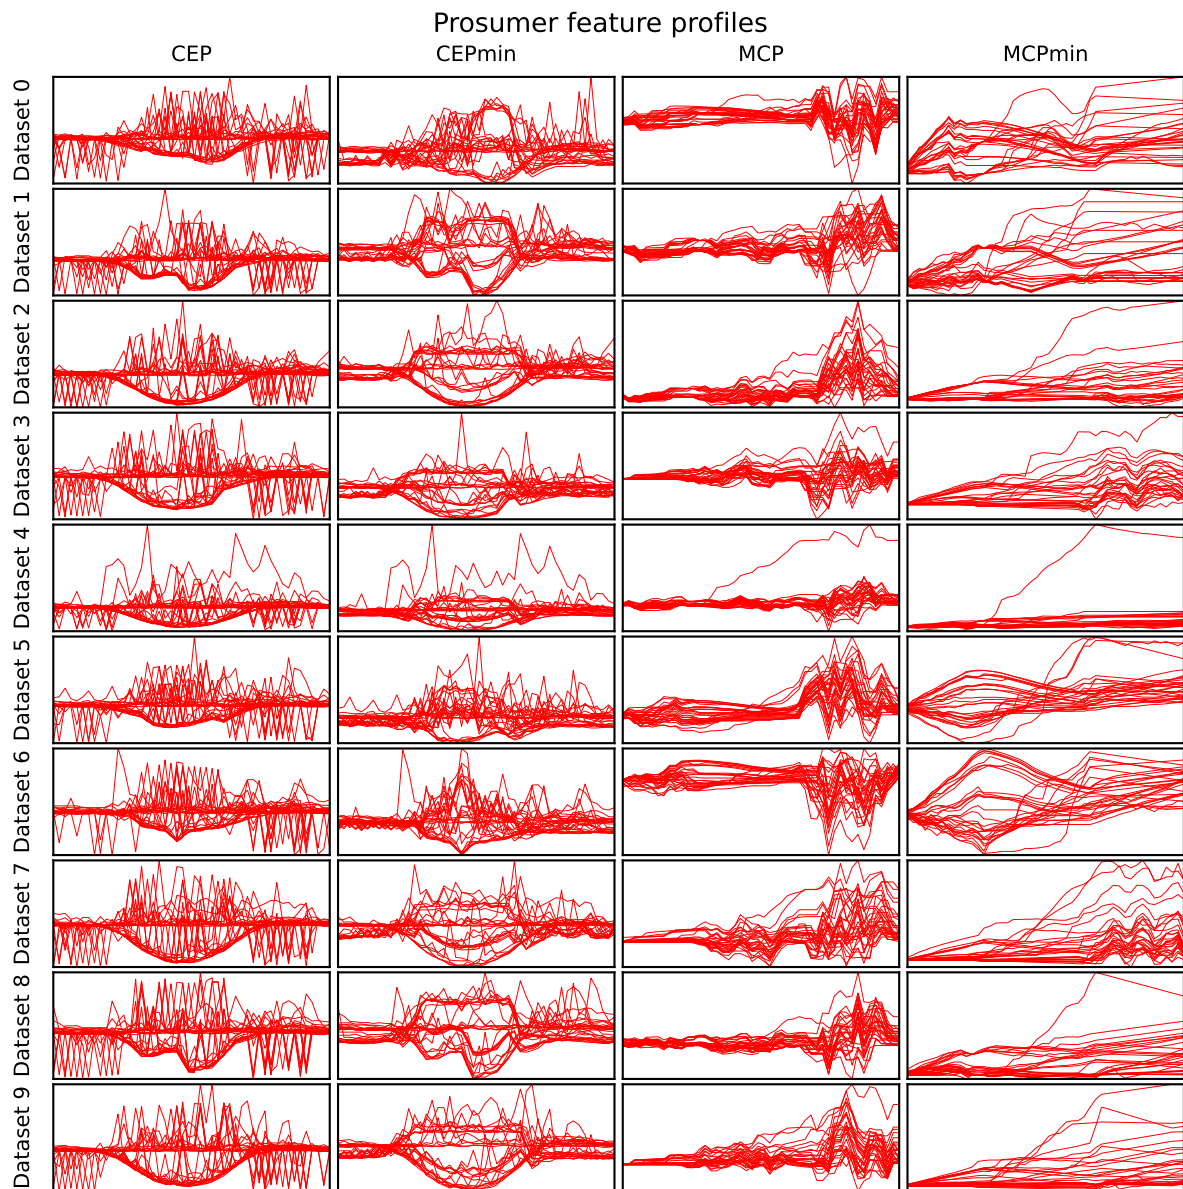 Prosumer feature profiles
CEP CEPmin MCP MCPmin
Dataset 0
Dataset 1
Dataset 2
Dataset 3
Dataset 4
Dataset 5
Dataset 6
Dataset 7
Dataset 8
Dataset 9